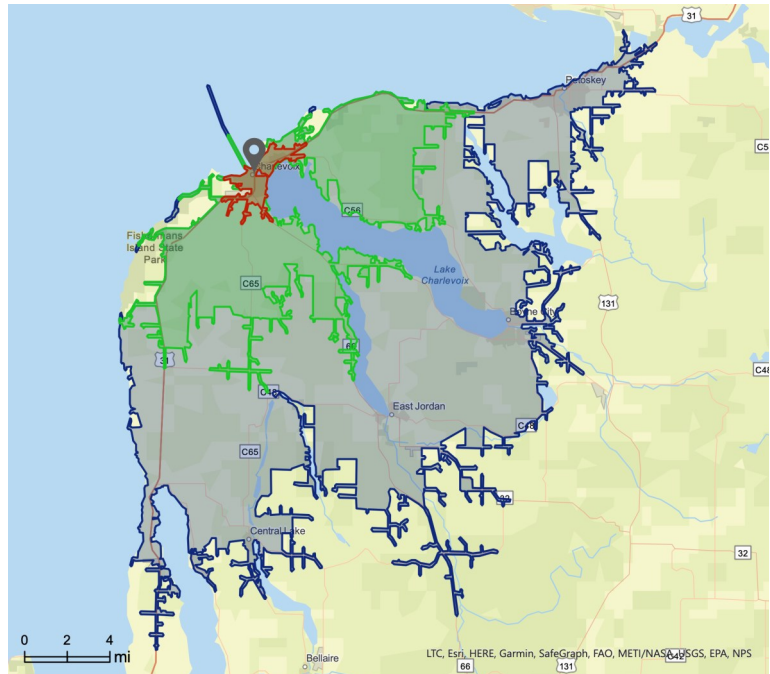 31
Petoskey
Charlevoix
C56
Fishermans
Island State
Park
Lake
Charlevoix
C65
131
Boyne City
31
66
C48
C48
East Jordan
C48
C65
32
Central Lake
32
0 2 4
mi
Bellaire
66
131
C42
LTC, Esri, HERE, Garmin, SafeGraph, FAO, METI/NASA, USGS, EPA, NPS